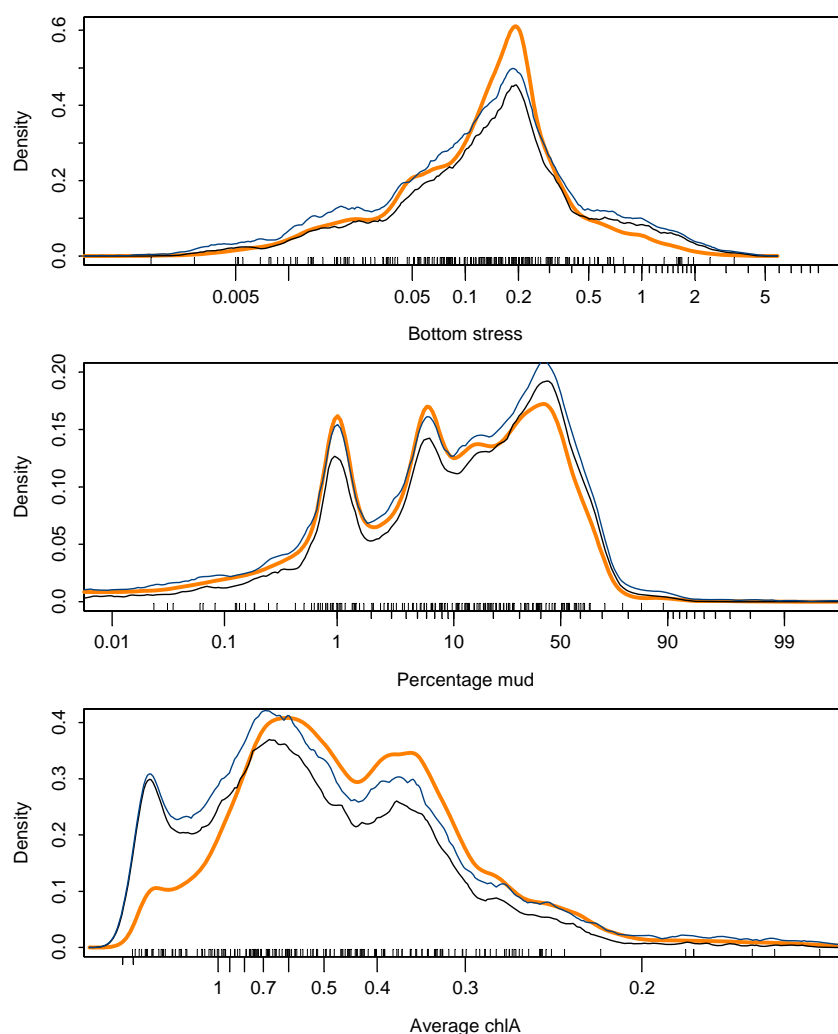 0.6
0.4
0.2
0.0
Density
0.005 0.05 0.1 0.2 0.5 1 2 5
Bottom stress
0.20
0.15
0.10
0.05
0.0
Density
0.01 0.1 1 10 50 90 99
Percentage mud
0.4
0.3
0.2
0.1
0.0
Density
1 0.7 0.5 0.4 0.3 0.2
Average chlA